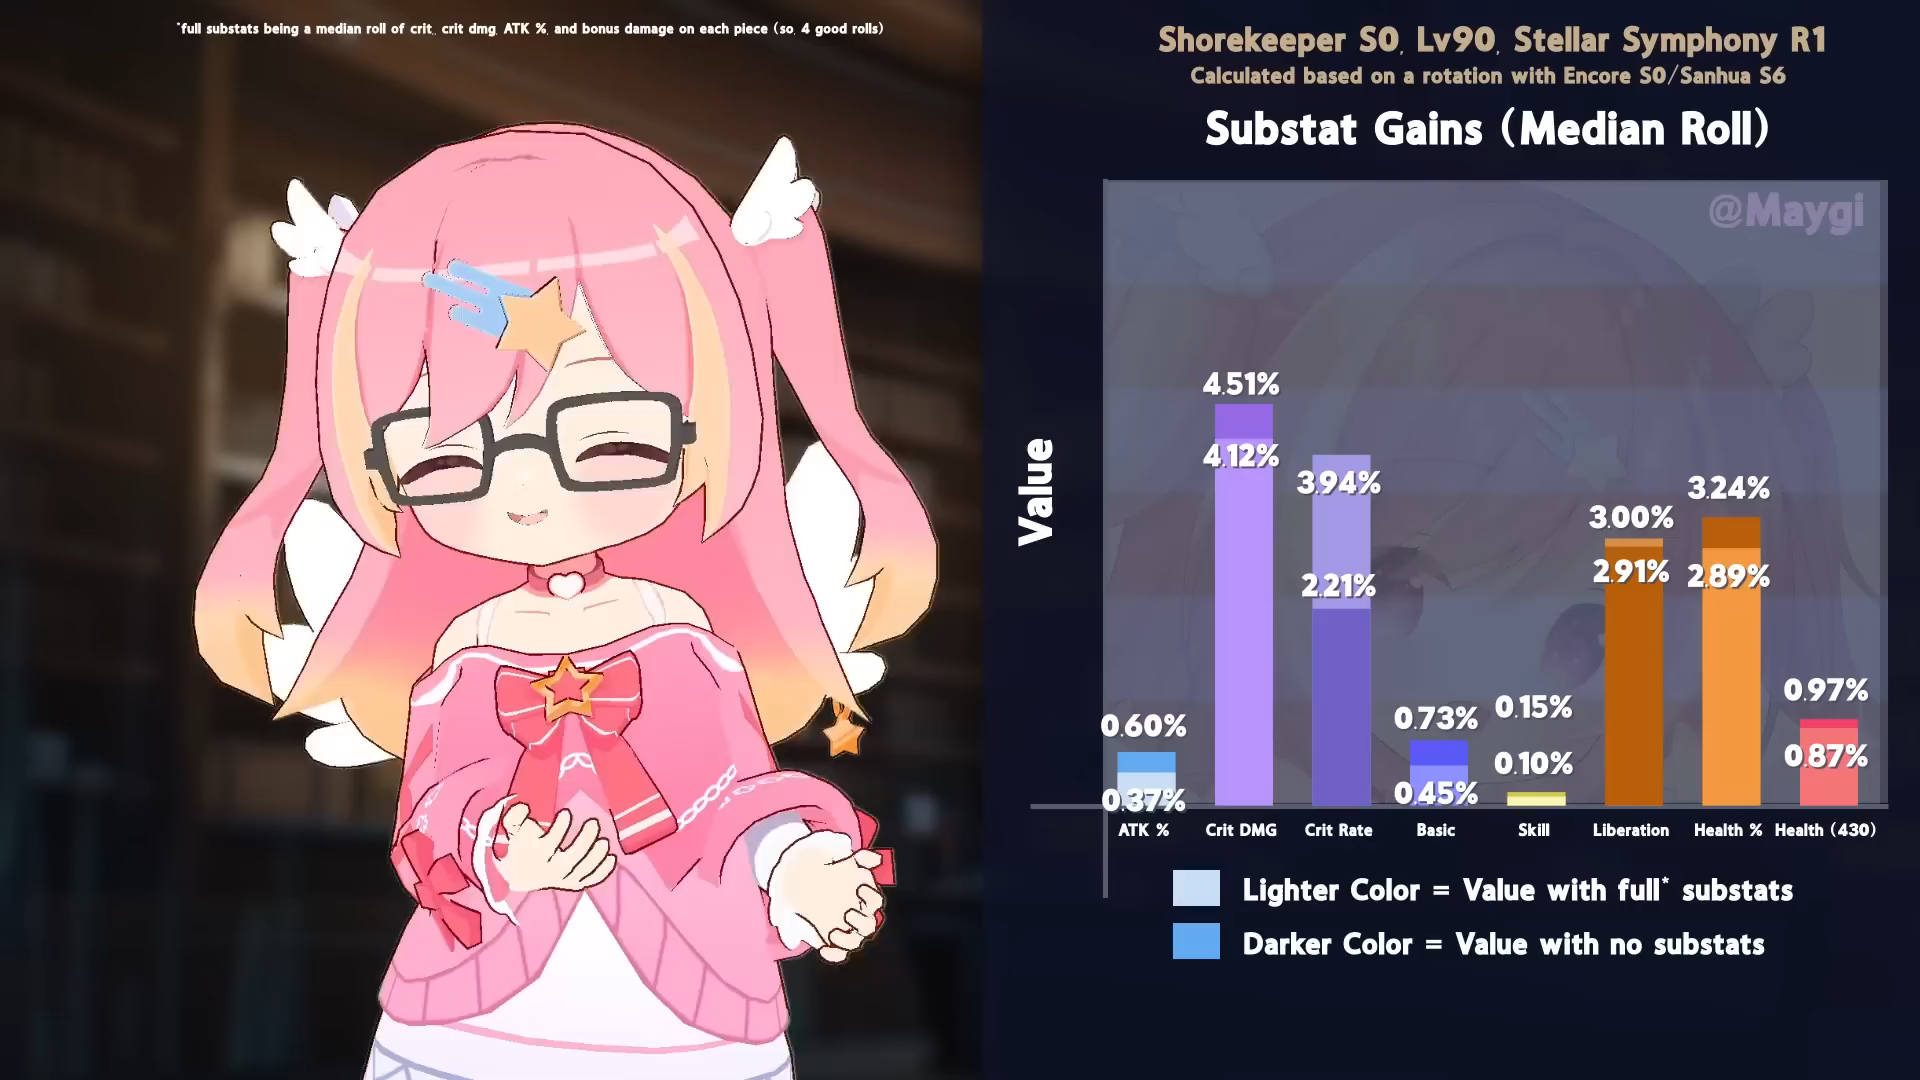 *full substats being a median roll of crit, crit dmg, ATK %, and bonus damage on each piece (so, 4 good rolls)
Shorekeeper S0, Lv90, Stellar Symphony R1
Calculated based on a rotation with Encore S0/Sanhua S6
Substat Gains (Median Roll)
@Maygi
Value
4.51%
4.12%
3.94%
3.24%
3.00%
2.91%
2.89%
2.21%
0.97%
0.15%
0.73%
0.60%
0.87%
0.10%
0.45%
0.37%
ATK % Crit DMG Crit Rate Basic Skill Liberation Health % Health (430)
Lighter Color = Value with full* substats
Darker Color = Value with no substats